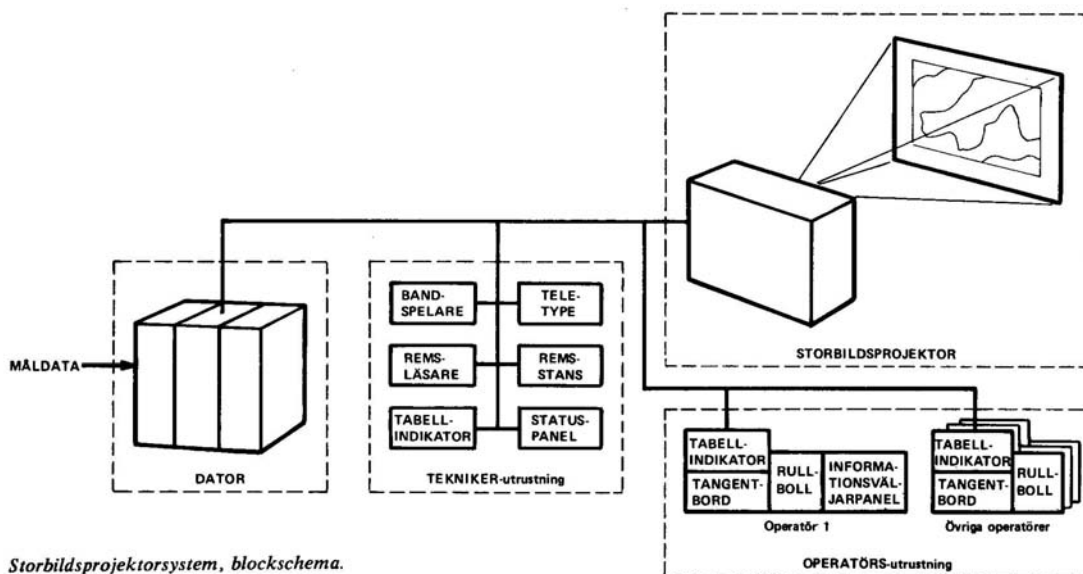 MÅLDATA
DATOR
BAND-
SPELARE
TELE-
TYPE
REMS-
LÄSARE
REMS-
STANS
TABELL-
INDIKATOR
STATUS-
PANEL
TEKNIKER-utrustning
STORBILDSPROJEKTOR
TABELL-
INDIKATOR
TANGENT-
BORD
RULL-
BOLL
INFORMA-
TIONSVÄL-
JARPANEL
Operatör 1
TABELL-
INDIKATOR
TANGENT-
BORD
RULL-
BOLL
Övriga operatörer
OPERATÖRS-utrustning
Storbildsprojektorsystem, blockschema.